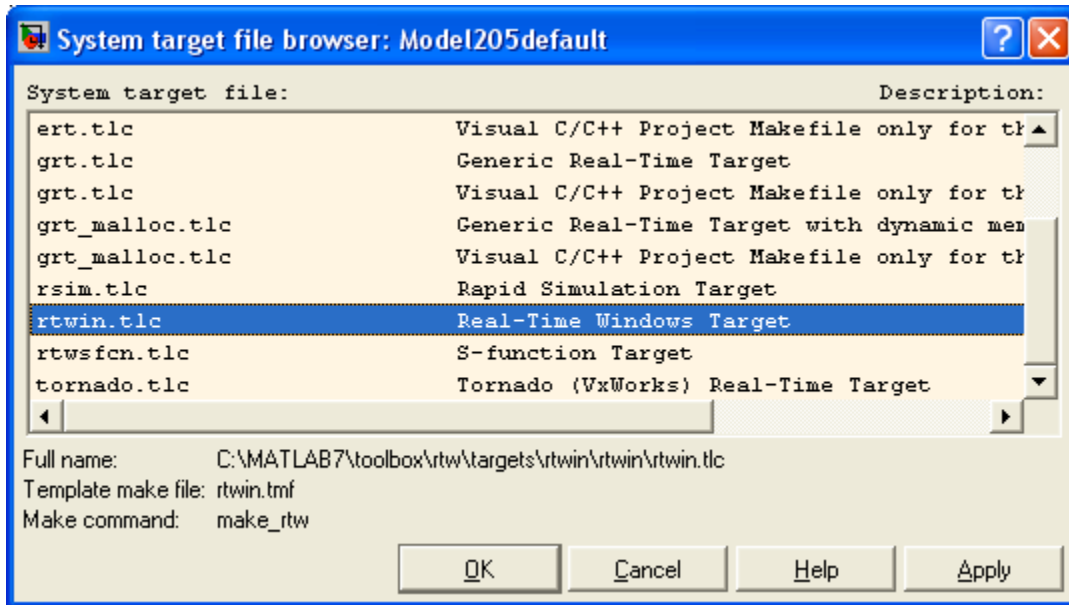 System target file browser: Model205default
System target file: Description:
ert.tlc Visual C/C++ Project Makefile only for th
grt.tlc Generic Real-Time Target
grt.tlc Visual C/C++ Project Makefile only for th
grt_malloc.tlc Generic Real-Time Target with dynamic mem
grt_malloc.tlc Visual C/C++ Project Makefile only for th
rsim.tlc Rapid Simulation Target
rtwin.tlc Real-Time Windows Target
rtwsfcn.tlc S-function Target
tornado.tlc Tornado (VxWorks) Real-Time Target
Full name: C:\MATLAB7\toolbox\rtw\targets\rtwin\rtwin\rtwin.tlc
Template make file: rtwin.tmf
Make command: make_rtw
OK Cancel Help Apply